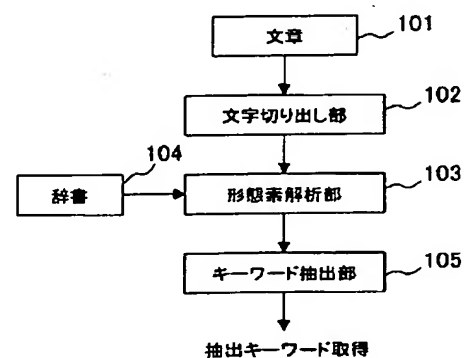 文章
101
文字切り出し部
102
104
辞書
形態素解析部
103
キーワード抽出部
105
抽出キーワード取得